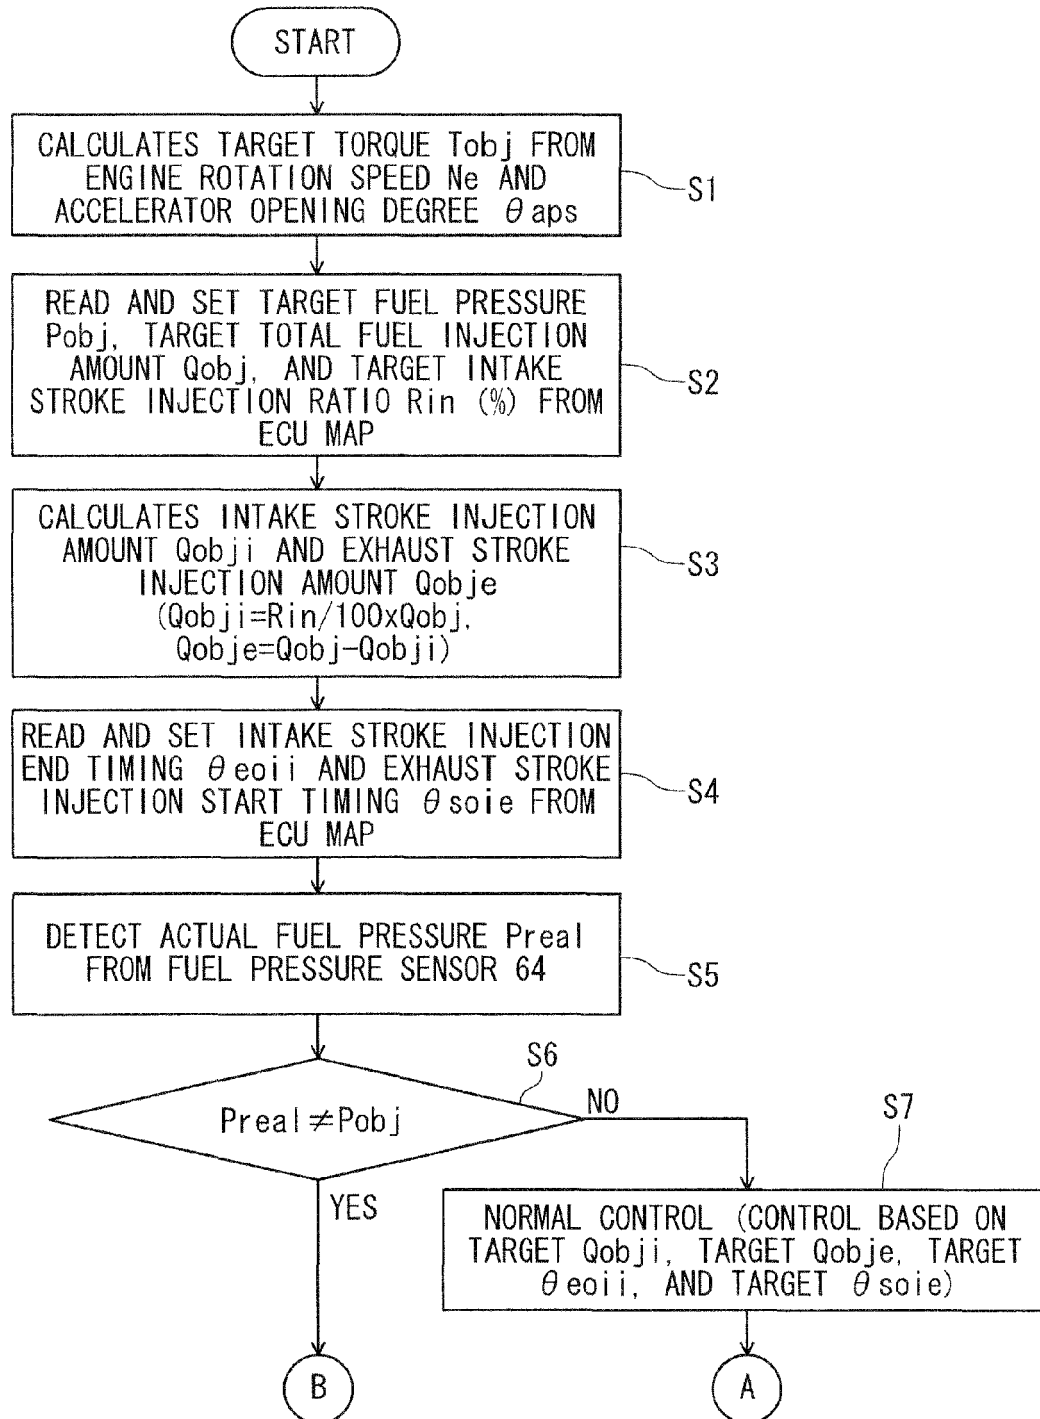 START
CALCULATES TARGET TORQUE Tobj FROM
ENGINE ROTATION SPEED Ne AND
ACCELERATOR OPENING DEGREE θaps
S1
READ AND SET TARGET FUEL PRESSURE
Pobj, TARGET TOTAL FUEL INJECTION
AMOUNT Qobj, AND TARGET INTAKE
STROKE INJECTION RATIO Rin (%) FROM
ECU MAP
S2
CALCULATES INTAKE STROKE INJECTION
AMOUNT Qobji AND EXHAUST STROKE
INJECTION AMOUNT Qobje
(Qobji=Rin/100xQobj,
Qobje=Qobj-Qobji)
S3
READ AND SET INTAKE STROKE INJECTION
END TIMING θeoii AND EXHAUST STROKE
INJECTION START TIMING θsoie FROM
ECU MAP
S4
DETECT ACTUAL FUEL PRESSURE Preal
FROM FUEL PRESSURE SENSOR 64
S5
S6
Preal≠Pobj
NO
YES
S7
NORMAL CONTROL (CONTROL BASED ON
TARGET Qobji, TARGET Qobje, TARGET
θeoii, AND TARGET θsoie)
B
A